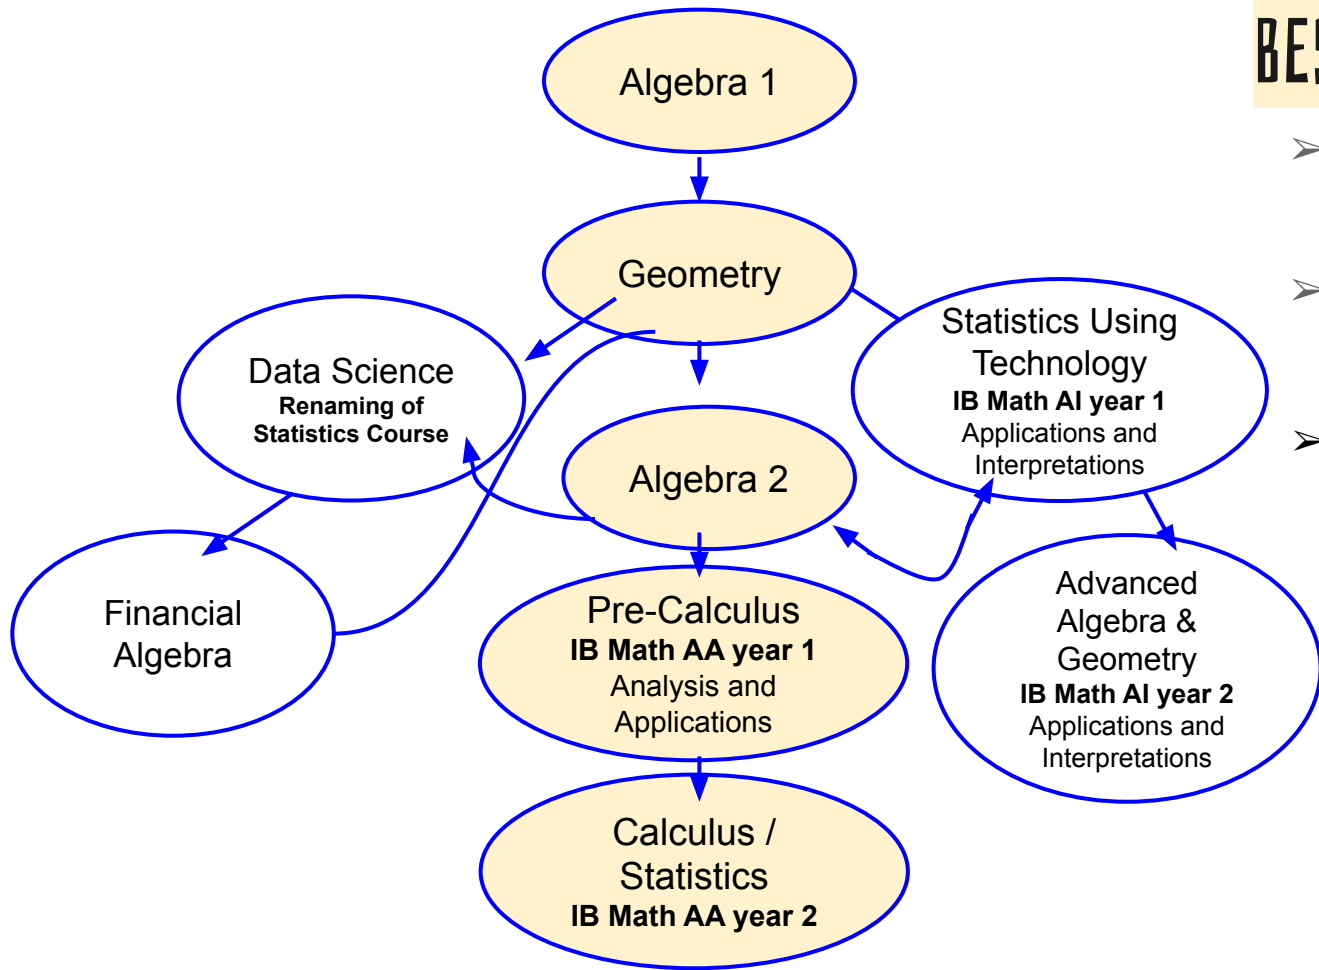 Algebra 1
Geometry
Data Science
Renaming of
Statistics Course
Statistics Using
Technology
IB Math AI year 1
Applications and
Interpretations
Algebra 2
Financial
Algebra
Pre-Calculus
IB Math AA year 1
Analysis and
Applications
Advanced
Algebra &
Geometry
IB Math AI year 2
Applications and
Interpretations
Calculus /
Statistics
IB Math AA year 2